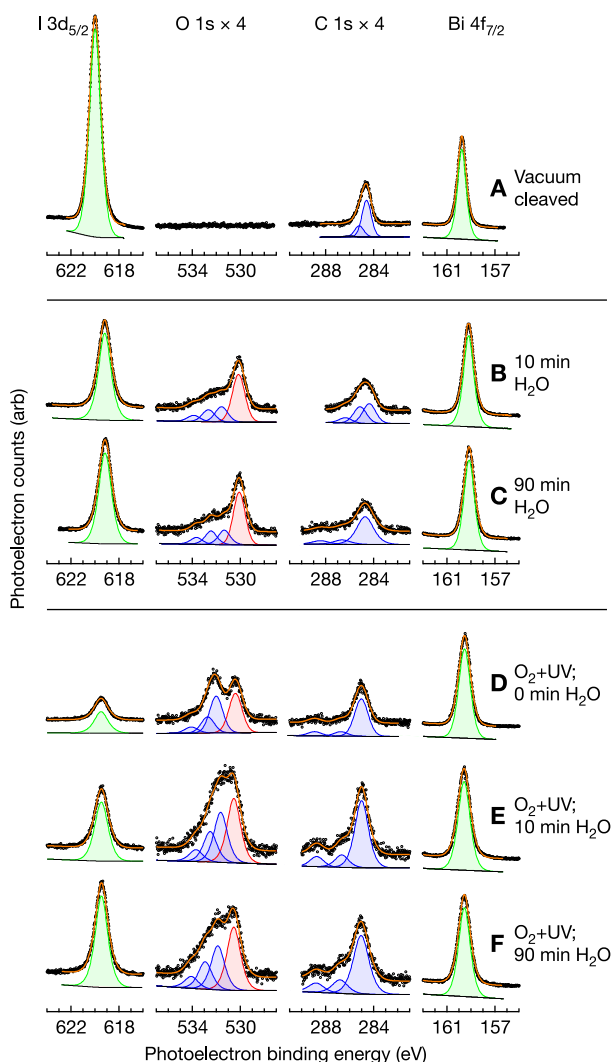 I 3d5/2 O 1s × 4 C 1s × 4 Bi 4f7/2
A Vacuum
cleaved
622 618 534 530 288 284 161 157
B 10 min
H2O
C 90 min
H2O
622 618 534 530 288 284 161 157
D O2+UV;
0 min H2O
E O2+UV;
10 min H2O
F O2+UV;
90 min H2O
622 618 534 530 288 284 161 157
Photoelectron counts (arb)
Photoelectron binding energy (eV)